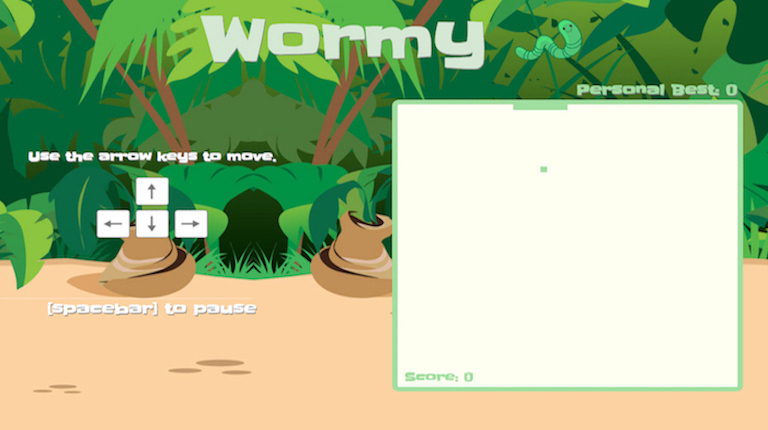 Wormy
Personal Best: 0
Use the arrow keys to move.
[spacebar] to pause
Score: 0